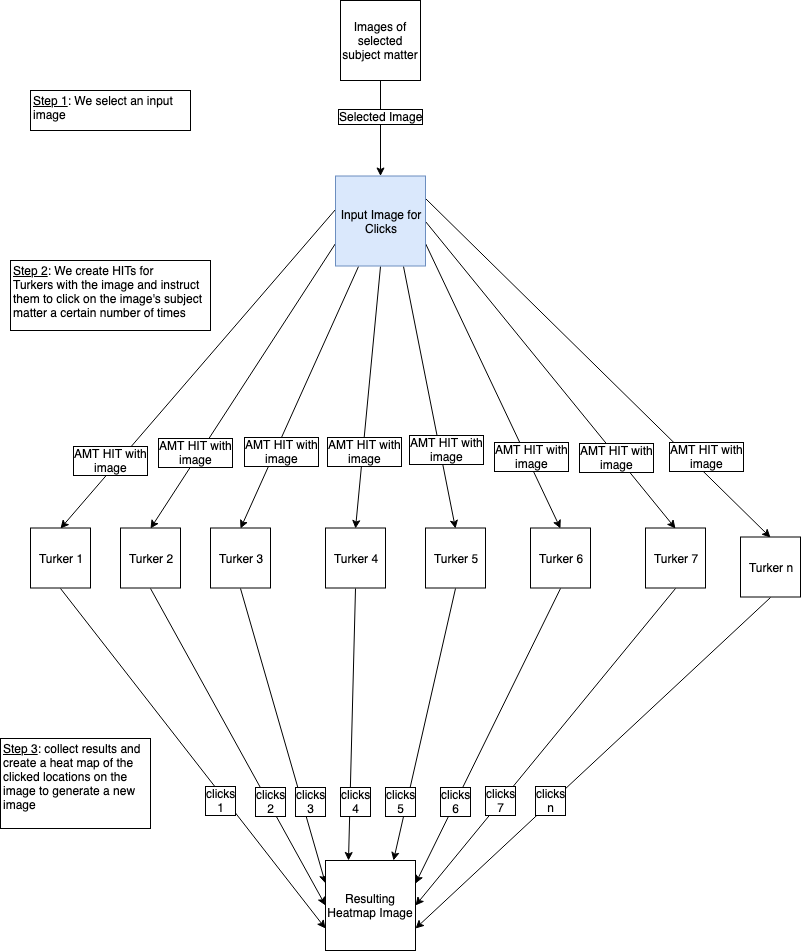 Images of
selected
subject matter
Step 1: We select an input
image
Selected Image
Input Image for
Clicks
Step 2: We create HITs for
Turkers with the image and instruct
them to click on the image's subject
matter a certain number of times
AMT HIT with
image
AMT HIT with
image
AMT HIT with
image
AMT HIT with
image
AMT HIT with
image
AMT HIT with
image
AMT HIT with
image
AMT HIT with
image
Turker 1
Turker 2
Turker 3
Turker 4
Turker 5
Turker 6
Turker 7
Turker n
Step 3: collect results and
create a heat map of the
clicked locations on the
image to generate a new
image
clicks
1
clicks
2
clicks
3
clicks
4
clicks
5
clicks
6
clicks
7
clicks
n
Resulting
Heatmap Image